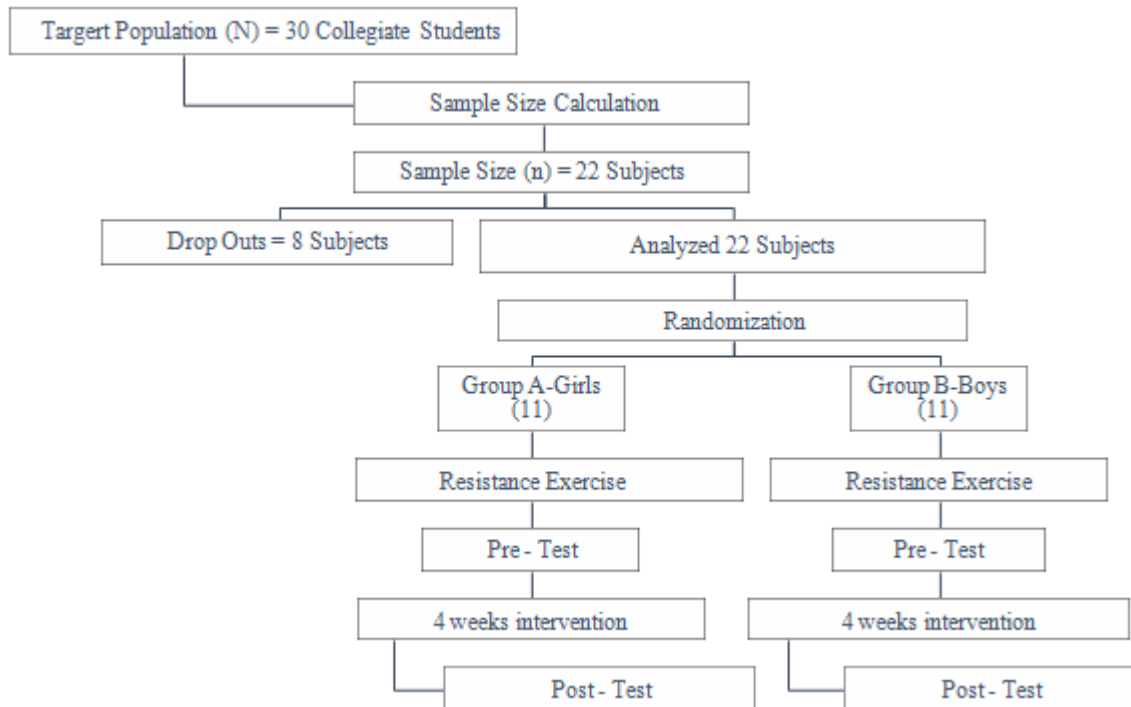 Targert Population (N) = 30 Collegiate Students
Sample Size Calculation
Sample Size (n) = 22 Subjects
Drop Outs = 8 Subjects
Analyzed 22 Subjects
Randomization
Group A-Girls
(11)
Group B-Boys
(11)
Resistance Exercise
Resistance Exercise
Pre - Test
Pre - Test
4 weeks intervention
4 weeks intervention
Post - Test
Post - Test